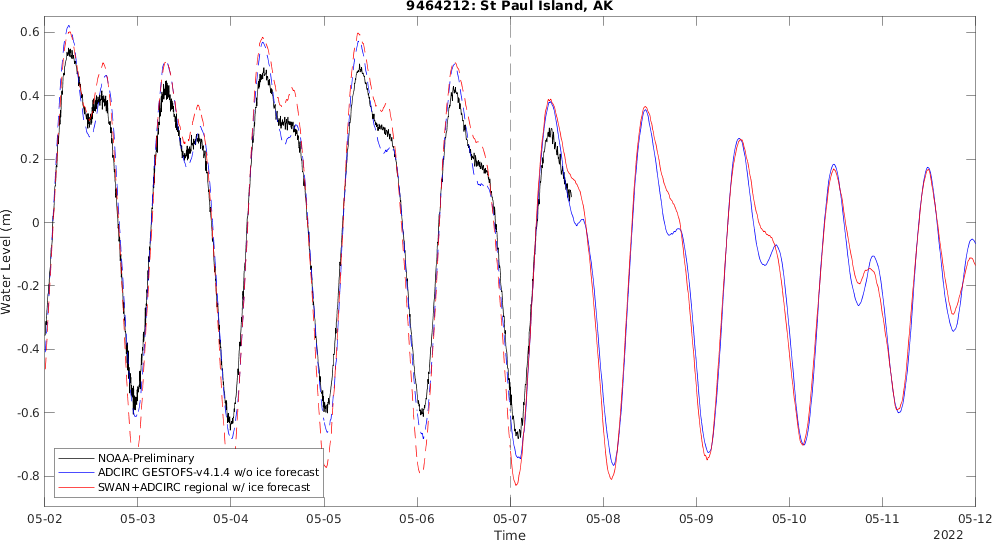 9464212: St Paul Island, AK
0.6
0.4
0.2
0
-0.2
-0.4
-0.6
-0.8
Water Level (m)
NOAA-Preliminary
ADCIRC GESTOFS-v4.1.4 w/o ice forecast
SWAN+ADCIRC regional w/ ice forecast
05-02 05-03 05-04 05-05 05-06 05-07 05-08 05-09 05-10 05-11 05-12
Time
2022